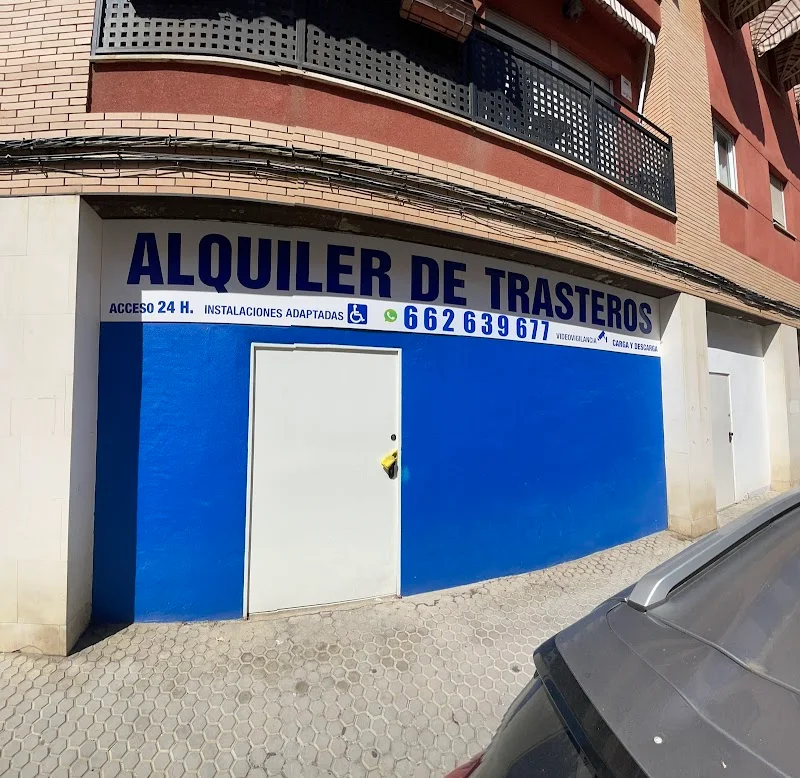 ALQUILER DE TRASTEROS
ACCESO 24 H. INSTALACIONES ADAPTADAS 662 639 677 VIDEOVIGILANCIA CARGA Y DESCARGA